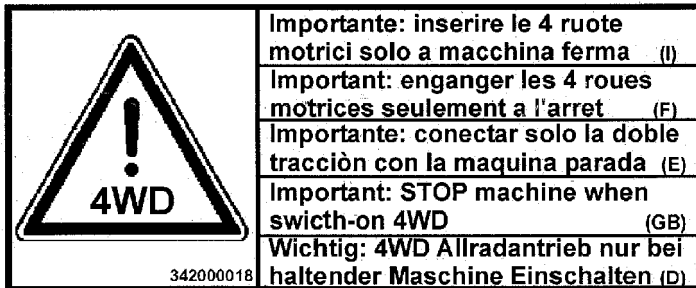 !
4WD
342000018
Importante: inserire le 4 ruote
motrici solo a macchina ferma (I)
Important: enganger les 4 roues
motrices seulement a l'arret (F)
Importante: conectar solo la doble
tracciòn con la maquina parada (E)
Important: STOP machine when
swicth-on 4WD (GB)
Wichtig: 4WD Allradantrieb nur bei
haltender Maschine Einschalten (D)